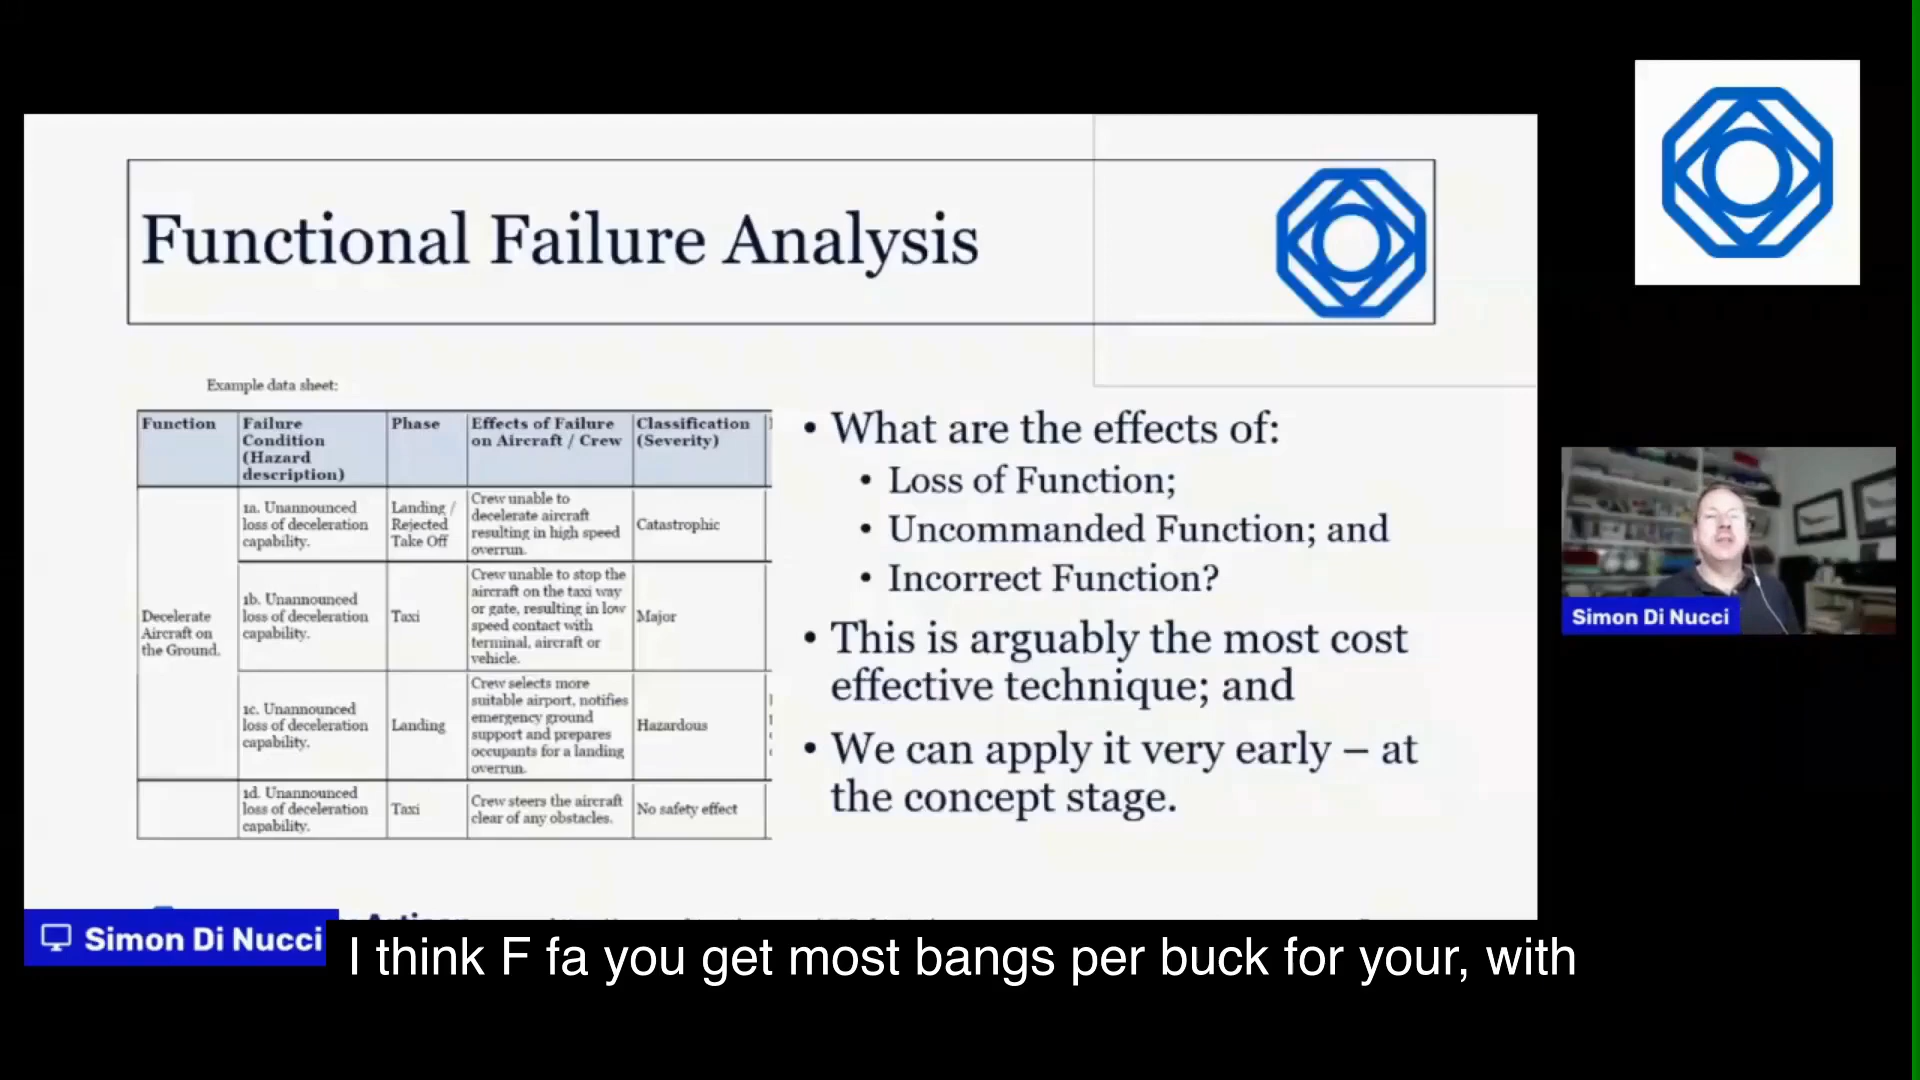 Functional Failure Analysis
Example data sheet:
Function
Failure
Condition
(Hazard
description)
Phase
Effects of Failure
on Aircraft / Crew
Classification
(Severity)
Decelerate
Aircraft on
the Ground.
1a. Unannounced
loss of deceleration
capability.
Landing /
Rejected
Take Off
Crew unable to
decelerate aircraft
resulting in high speed
overrun.
Catastrophic
1b. Unannounced
loss of deceleration
capability.
Taxi
Crew unable to stop the
aircraft on the taxi way
or gate, resulting in low
speed contact with
terminal, aircraft or
vehicle.
Major
1c. Unannounced
loss of deceleration
capability.
Landing
Crew selects more
suitable airport, notifies
emergency ground
support and prepares
occupants for a landing
overrun.
Hazardous
1d. Unannounced
loss of deceleration
capability.
Taxi
Crew steers the aircraft
clear of any obstacles.
No safety effect
• What are the effects of:
• Loss of Function;
• Uncommanded Function; and
• Incorrect Function?
• This is arguably the most cost
effective technique; and
• We can apply it very early – at
the concept stage.
Simon Di Nucci
Simon Di Nucci
I think F fa you get most bangs per buck for your, with